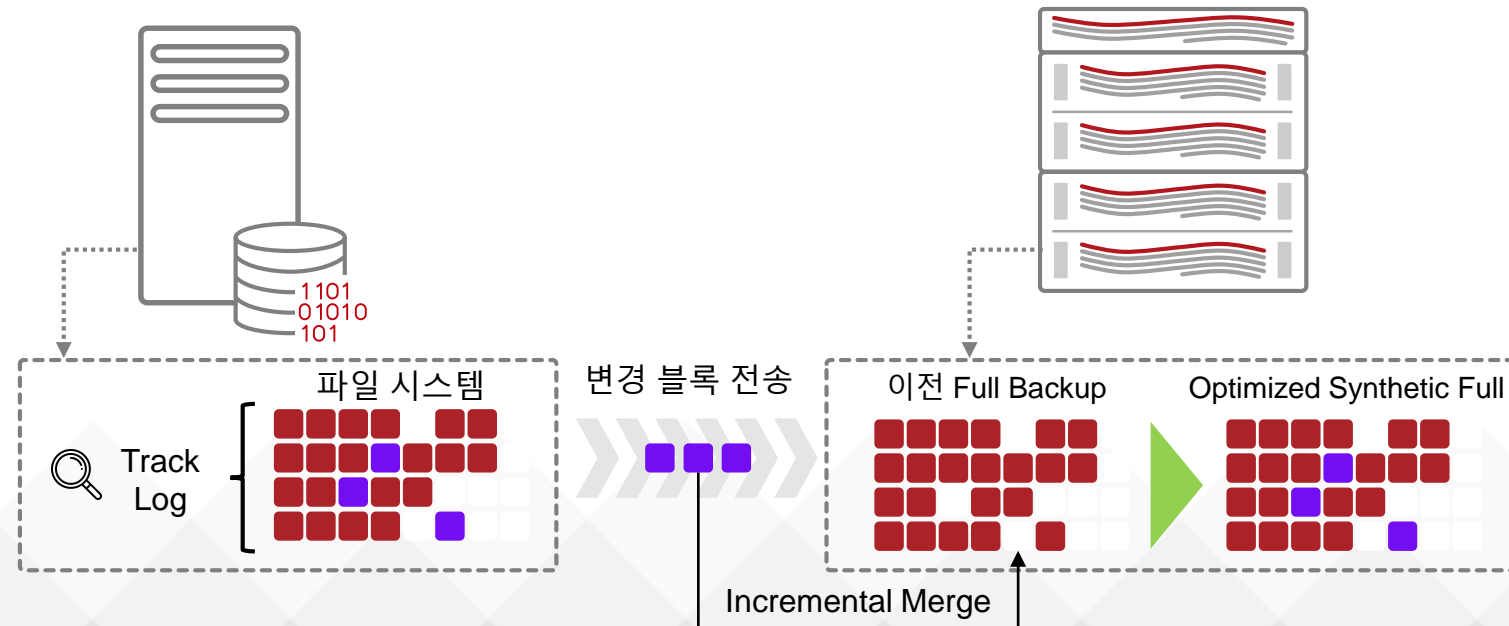 1101
01010
101
파일 시스템
Track
Log
변경 블록 전송
이전 Full Backup
Optimized Synthetic Full
Incremental Merge